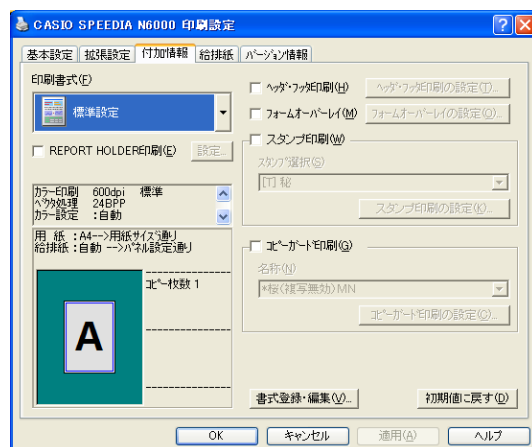 CASIO SPEEDIA N6000 印刷設定
基本設定 拡張設定 付加情報 給排紙 バージョン情報
印刷書式(F)
標準設定
REPORT HOLDER印刷(E) 設定...
カラー印刷 600dpi 標準
ベクタ処理 24BPP
カラー設定 :自動
用 紙 :A4-->用紙サイズ通り
給排紙 :自動 -->パネル設定通り
A
コピー枚数 1
ヘッダ・フッタ印刷(H) ヘッダ・フッタ印刷の設定(T)...
フォームオーバーレイ(M) フォームオーバーレイの設定(O)...
スタンプ印刷(W)
スタンプ選択(S)
[T] 秘
スタンプ印刷の設定(K)...
コピーガード印刷(G)
名称(N)
*桜(複写無効)MN
コピーガード印刷の設定(C)...
書式登録・編集(V)... 初期値に戻す(D)
OK キャンセル 適用(A) ヘルプ